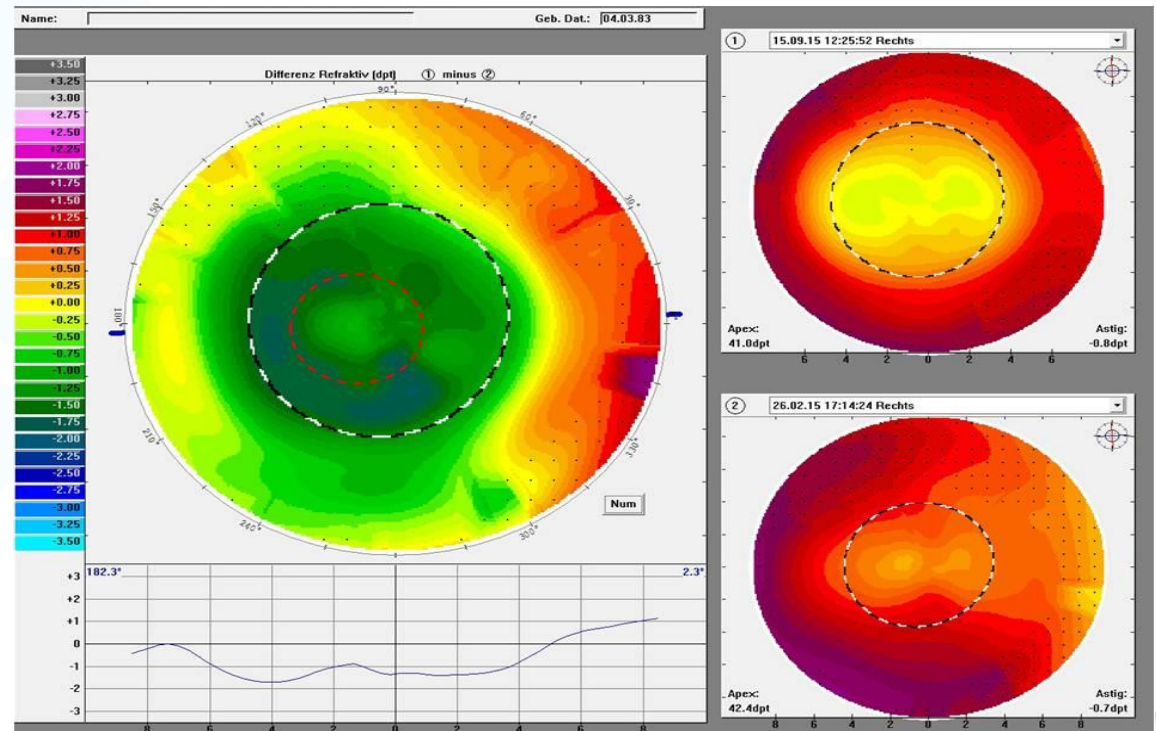 Name:
Geb. Dat.: 04.03.83
+3.50
+3.25
+3.00
+2.75
+2.50
+2.25
+2.00
+1.75
+1.50
+1.25
+1.00
+0.75
+0.50
+0.25
+0.00
-0.25
-0.50
-0.75
-1.00
-1.25
-1.50
-1.75
-2.00
-2.25
-2.50
-2.75
-3.00
-3.25
-3.50
Differenz Refraktiv [dpt] ① minus ②
90°
120°
60°
150°
30°
180°
210°
330°
240°
300°
Num
182.3°
2.3°
+3
+2
+1
0
-1
-2
-3
8 6 4 2 0 2 4 6 8
① 15.09.15 12:25:52 Rechts
Apex:
41.0dpt
Astig:
-0.8dpt
6 4 2 0 2 4 6
② 26.02.15 17:14:24 Rechts
Apex:
42.4dpt
Astig:
-0.7dpt
8 6 4 2 0 2 4 6 8